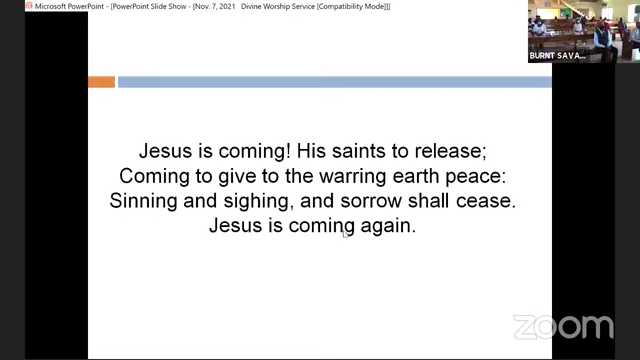 Microsoft PowerPoint - [PowerPoint Slide Show - [Nov. 7, 2021 Divine Worship Service [Compatibility Mode]]]
BURNT SAVA...
Jesus is coming! His saints to release;
Coming to give to the warring earth peace:
Sinning and sighing, and sorrow shall cease.
Jesus is coming again.
zoom